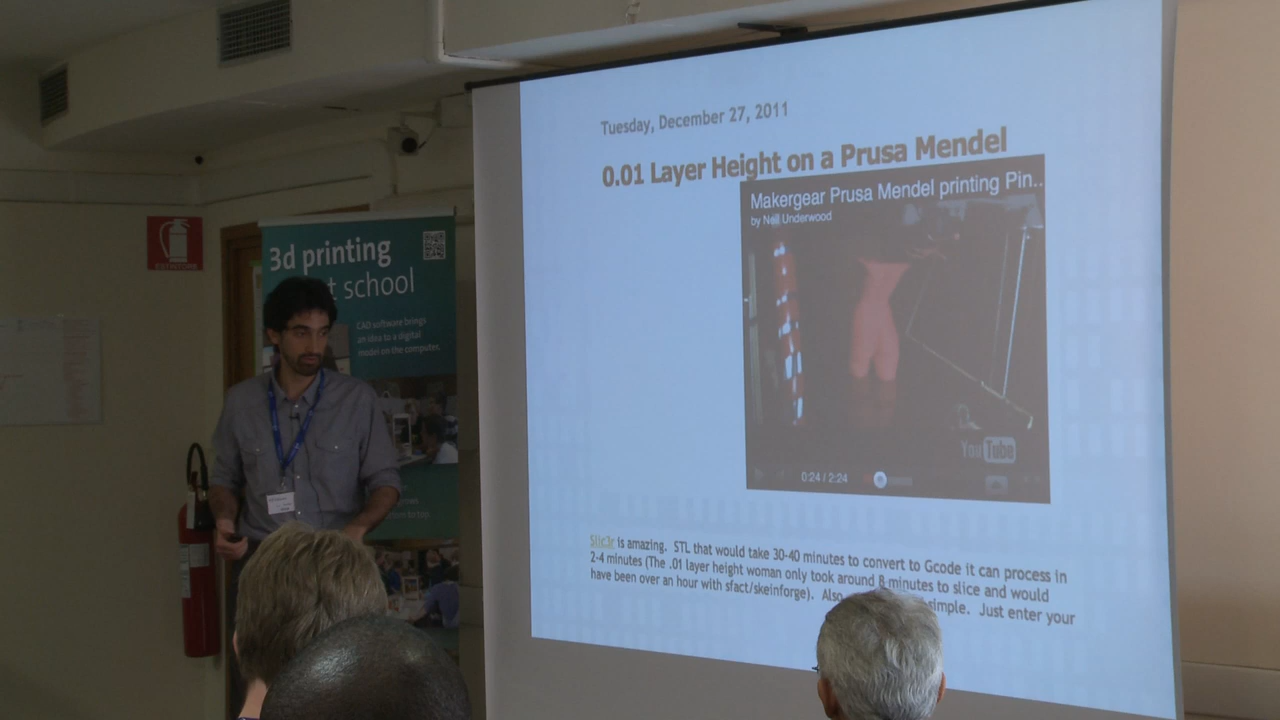 Tuesday, December 27, 2011
0.01 Layer Height on a Prusa Mendel
Makergear Prusa Mendel printing Pin..
by Neil Underwood
YouTube
0:24 / 2:24
Slic3r is amazing. STL that would take 30-40 minutes to convert to Gcode it can process in
2-4 minutes (The .01 layer height woman only took around 8 minutes to slice and would
have been over an hour with sfact/skeinforge). Also simple. Just enter your
3d printing
school
CAD software brings
an idea to a digital
model on the computer.
ESTINTORE